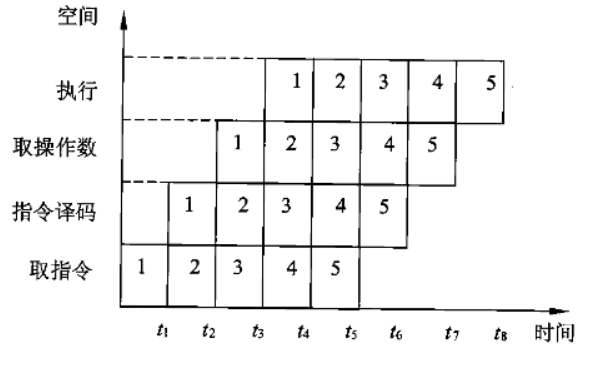 空间
执行 1 2 3 4 5
取操作数 1 2 3 4 5
指令译码 1 2 3 4 5
取指令 1 2 3 4 5
t1 t2 t3 t4 t5 t6 t7 t8 时间